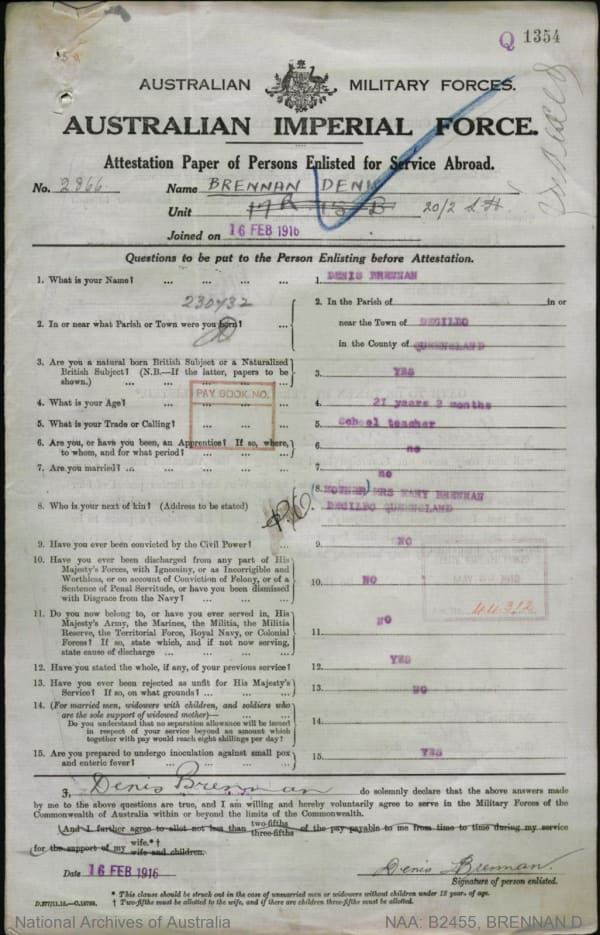 Q 1354
AUSTRALIAN MILITARY FORCES.
AUSTRALIAN IMPERIAL FORCE.
Attestation Paper of Persons Enlisted for Service Abroad.
No. 2866 Name BRENNAN DENIS
Unit 20/2 L.H.
Joined on 16 FEB 1916
Questions to be put to the Person Enlisting before Attestation.
1. What is your Name? ... ... ... ... 1. DENIS BRENNAN
230732
2. In or near what Parish or Town were you born? ... 2. In the Parish of in or
near the Town of DEGILBO
in the County of QUEENSLAND
3. Are you a natural born British Subject or a Naturalized
British Subject? (N.B.—If the latter, papers to be
shown.) ... ... ... ... 3. YES
PAY BOOK NO.
4. What is your Age? ... ... ... ... 4. 21 years 9 months
5. What is your Trade or Calling? ... ... ... 5. School teacher
6. Are you, or have you been, an Apprentice? If so, where,
to whom, and for what period? ... ... ... 6. no
7. Are you married? ... ... ... ... ... 7. no
8. Who is your next of kin? (Address to be stated) 8. (MOTHER) MRS MARY BRENNAN
DEGILBO QUEENSLAND
9. Have you ever been convicted by the Civil Power? ... 9. NO
10. Have you ever been discharged from any part of His
Majesty's Forces, with Ignominy, or as Incorrigible and
Worthless, or on account of Conviction of Felony, or of a
Sentence of Penal Servitude, or have you been dismissed
with Disgrace from the Navy? ... ... ... 10. NO
11. Do you now belong to, or have you ever served in, His
Majesty's Army, the Marines, the Militia, the Militia
Reserve, the Territorial Force, Royal Navy, or Colonial
Forces? If so, state which, and if not now serving,
state cause of discharge ... ... ... ... 11. NO
12. Have you stated the whole, if any, of your previous service? 12. YES
13. Have you ever been rejected as unfit for His Majesty's
Service? If so, on what grounds? ... ... ... 13. NO
14. (For married men, widowers with children, and soldiers who
are the sole support of widowed mother)— ... ...
Do you understand that no separation allowance will be issued
in respect of your service beyond an amount which
together with pay would reach eight shillings per day? 14.
15. Are you prepared to undergo inoculation against small pox
and enteric fever? ... ... ... ... 15. YES
I, Denis Brennan do solemnly declare that the above answers made
by me to the above questions are true, and I am willing and hereby voluntarily agree to serve in the Military Forces of the
Commonwealth of Australia within or beyond the limits of the Commonwealth.
And I further agree to allot not less than two-fifths three-fifths of the pay payable to me from time to time during my service
for the support of my wife.*† wife and children.
Date 16 FEB 1916 Denis Brennan.
Signature of person enlisted.
* This clause should be struck out in the case of unmarried men or widowers without children under 18 years of age.
† Two-fifths must be allotted to the wife, and if there are children three-fifths must be allotted.
National Archives of Australia NAA: B2455, BRENNAN D